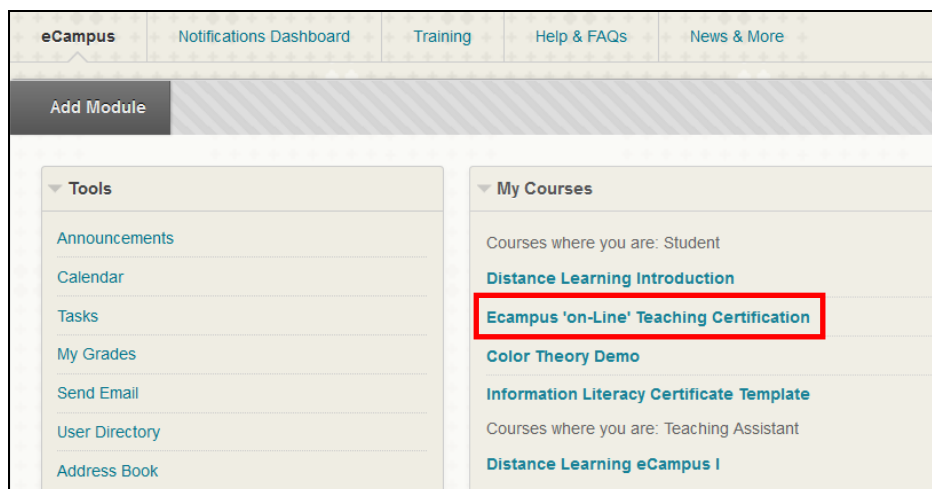 eCampus Notifications Dashboard Training Help & FAQs News & More
Add Module
Tools
Announcements
Calendar
Tasks
My Grades
Send Email
User Directory
Address Book
My Courses
Courses where you are: Student
Distance Learning Introduction
Ecampus 'on-Line' Teaching Certification
Color Theory Demo
Information Literacy Certificate Template
Courses where you are: Teaching Assistant
Distance Learning eCampus I